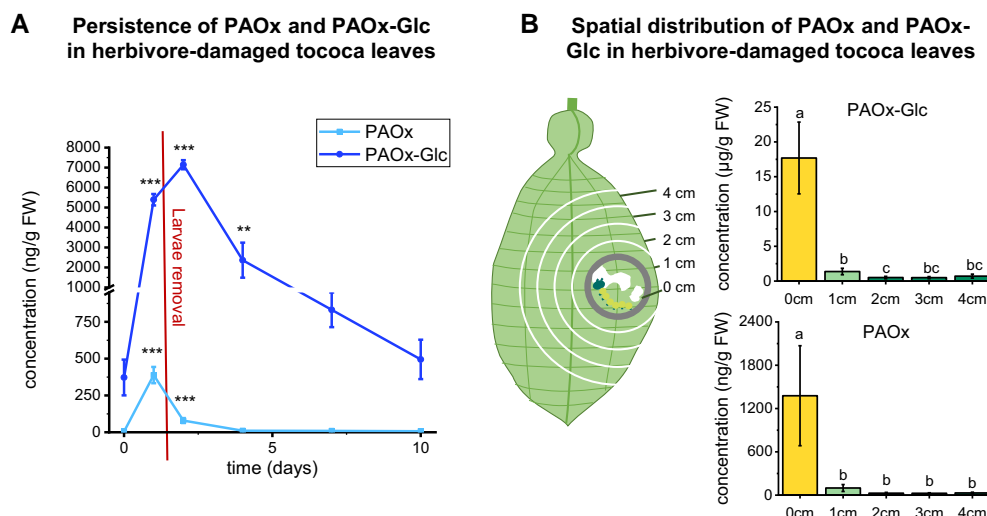 A
Persistence of PAOx and PAOx-Glc
in herbivore-damaged tococa leaves
PAOx
PAOx-Glc
8000
7000
6000
5000
4000
3000
2000
1000
750
500
250
0
concentration (ng/g FW)
***
***
**
***
***
Larvae removal
0
5
10
time (days)
B
Spatial distribution of PAOx and PAOx-
Glc in herbivore-damaged tococa leaves
4 cm
3 cm
2 cm
1 cm
0 cm
PAOx-Glc
concentration (µg/g FW)
25
20
15
10
5
0
a
b
c
bc
bc
0cm
1cm
2cm
3cm
4cm
PAOx
concentration (ng/g FW)
2400
1800
1200
600
0
a
b
b
b
b
0cm
1cm
2cm
3cm
4cm